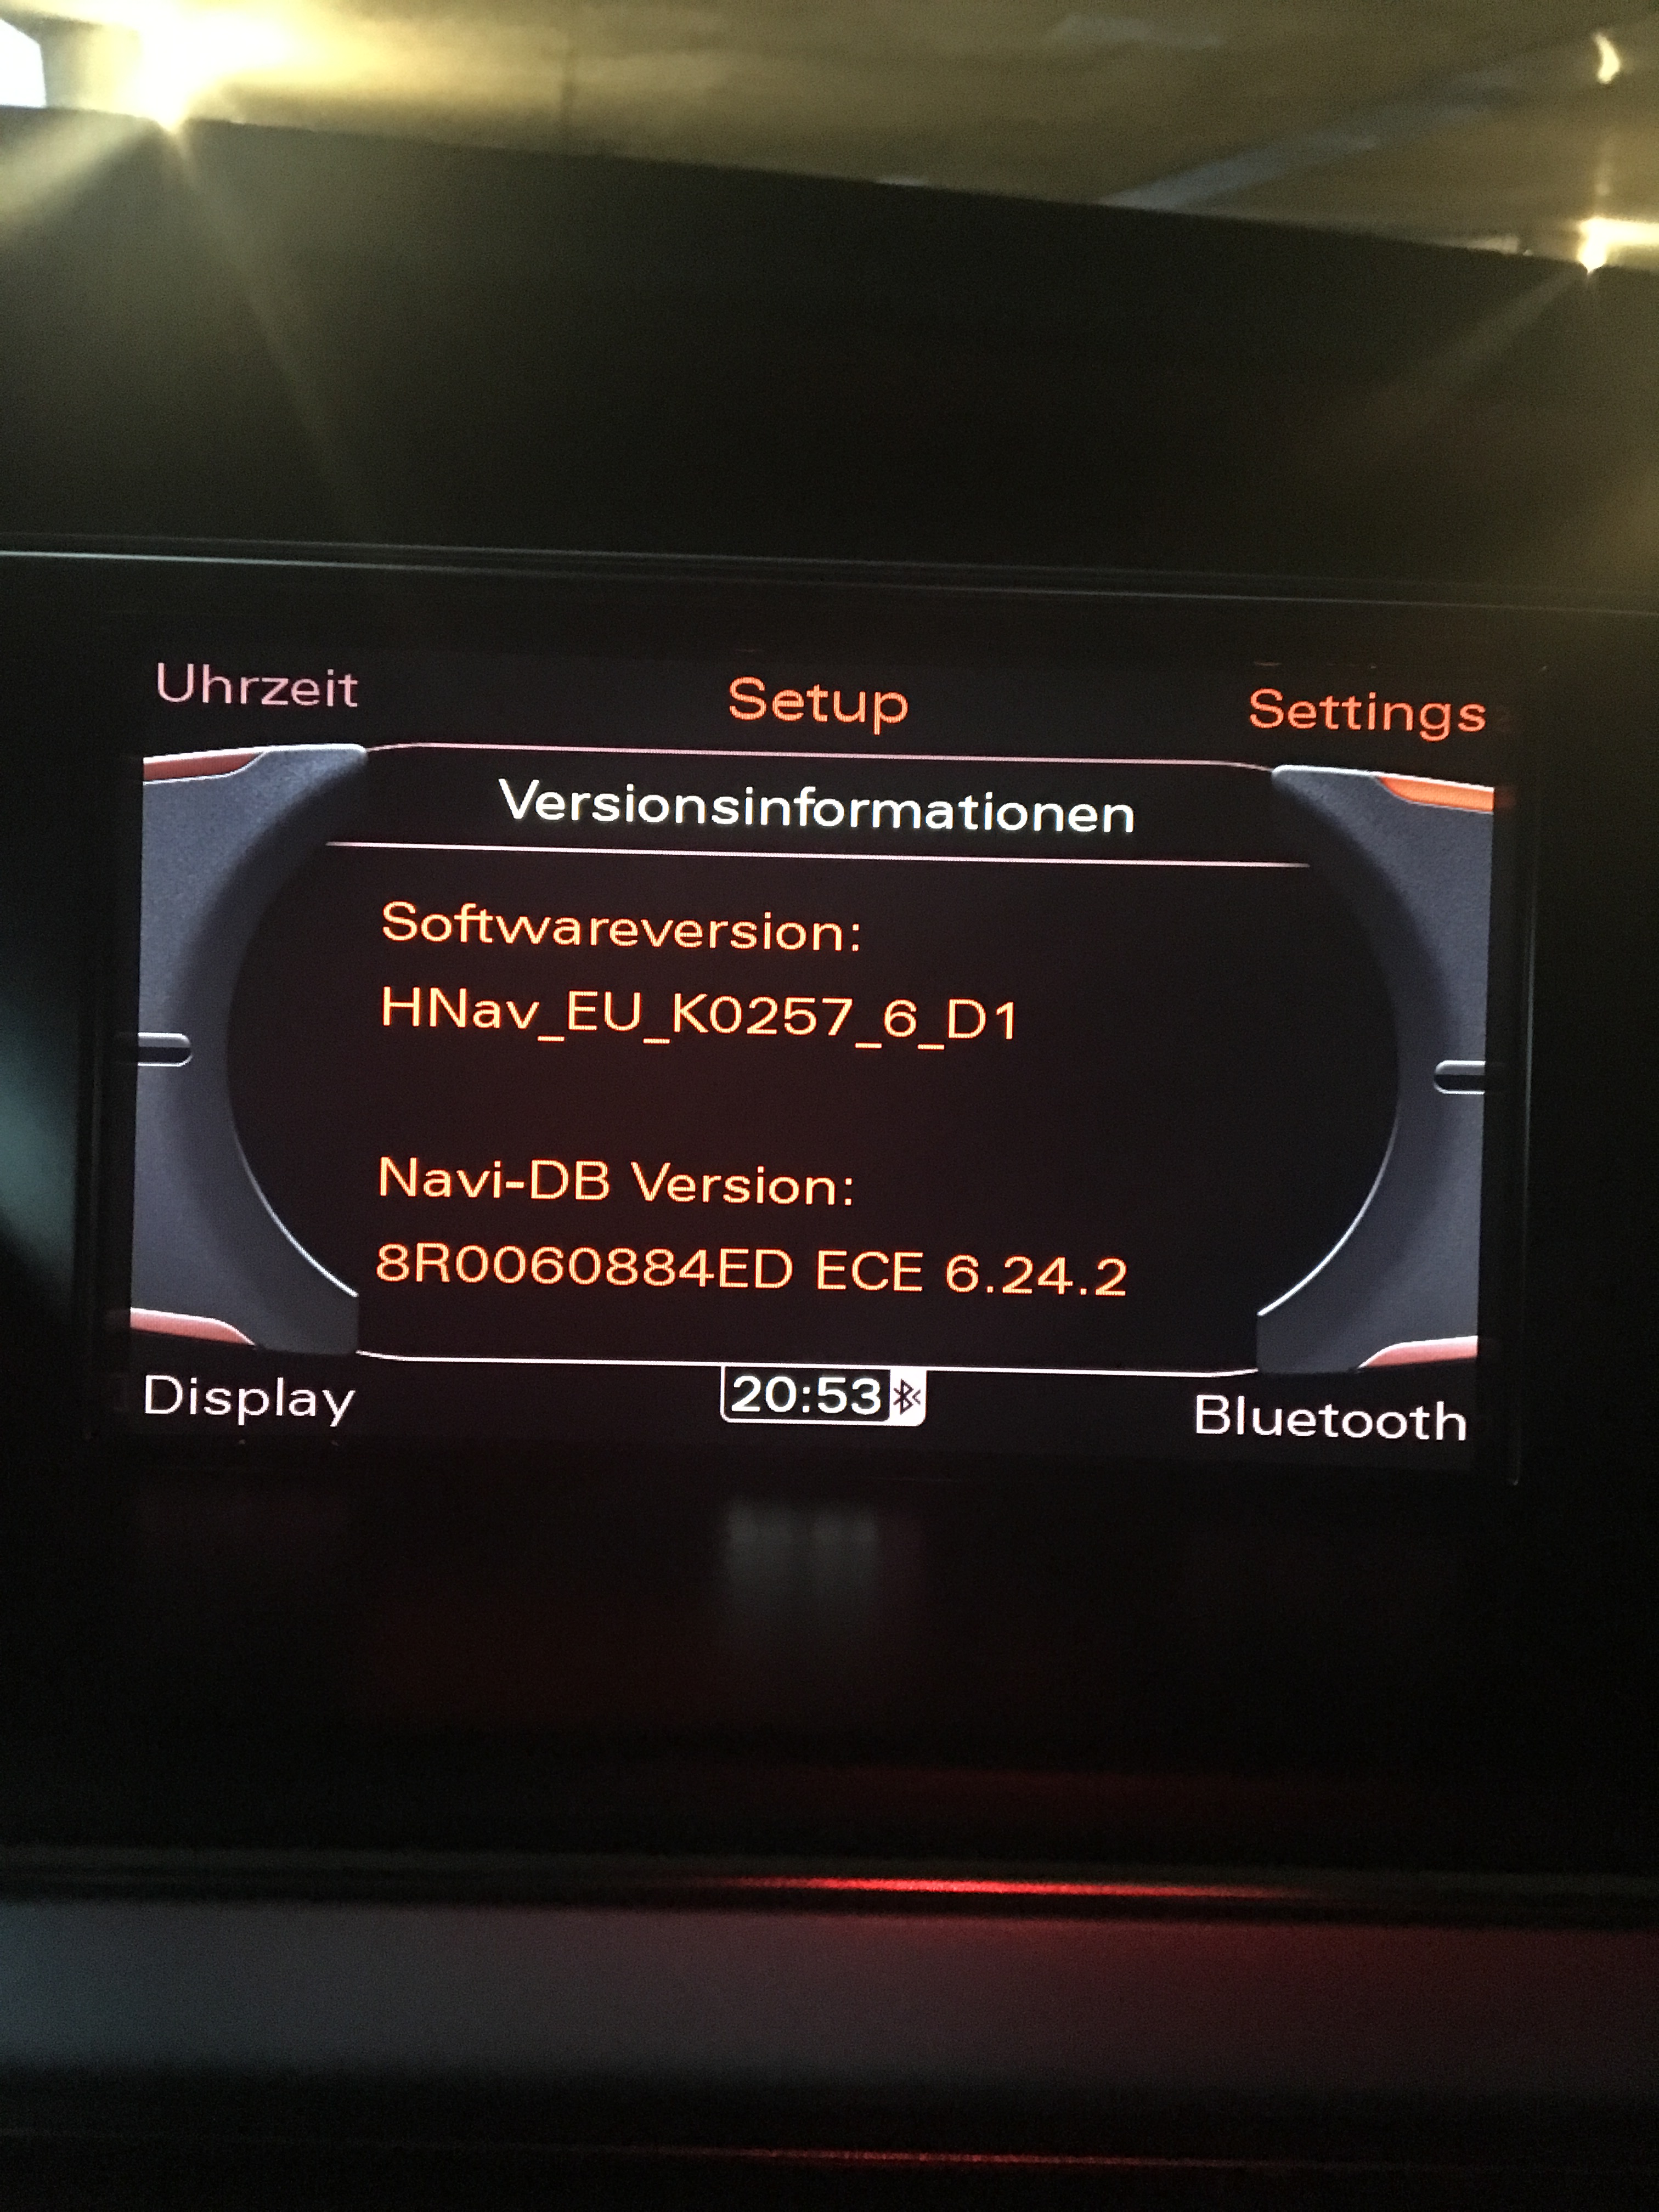 Uhrzeit
Setup
Settings
Versionsinformationen
Softwareversion:
HNav_EU_K0257_6_D1
Navi-DB Version:
8R0060884ED ECE 6.24.2
Display
20:53
Bluetooth